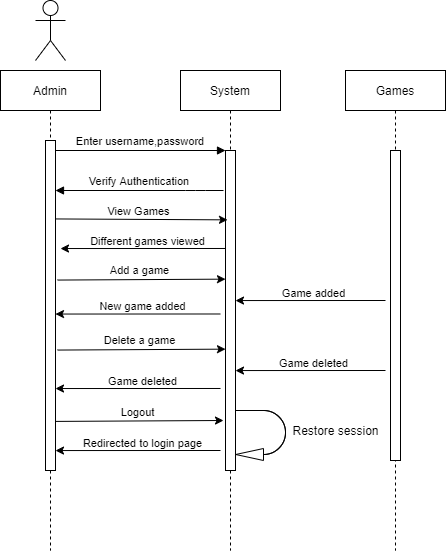 Admin
System
Games
Enter username,password
Verify Authentication
View Games
Different games viewed
Add a game
Game added
New game added
Delete a game
Game deleted
Game deleted
Logout
Restore session
Redirected to login page